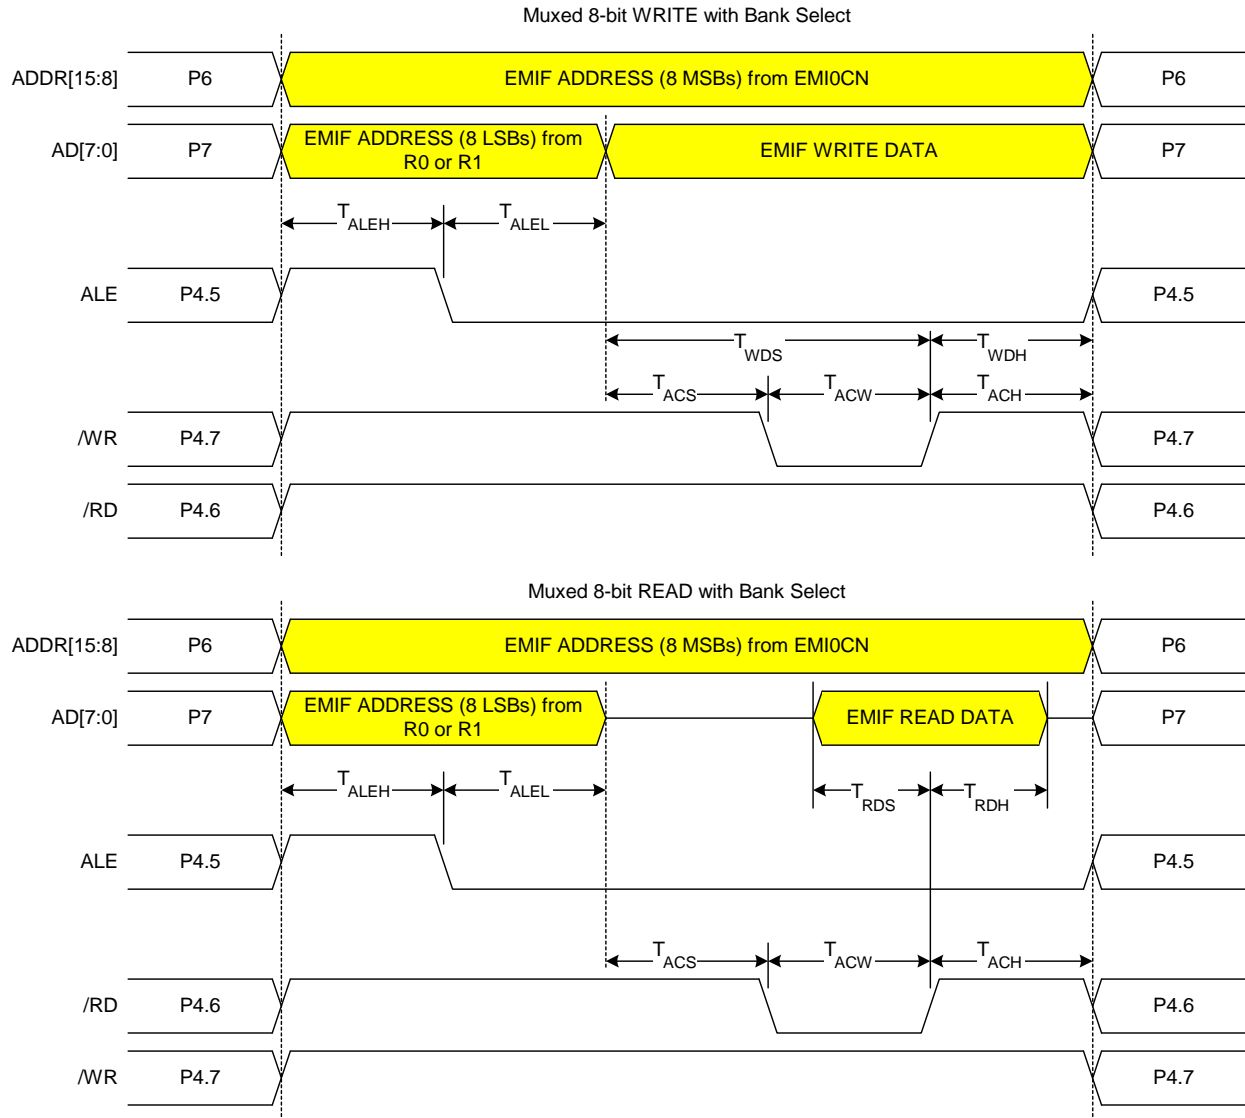 Muxed 8-bit WRITE with Bank Select
ADDR[15:8] P6 EMIF ADDRESS (8 MSBs) from EMI0CN P6
AD[7:0] P7 EMIF ADDRESS (8 LSBs) from
R0 or R1 EMIF WRITE DATA P7
TALEH TALEL
ALE P4.5 P4.5
TWDS TWDH
TACS TACW TACH
/WR P4.7 P4.7
/RD P4.6 P4.6
Muxed 8-bit READ with Bank Select
ADDR[15:8] P6 EMIF ADDRESS (8 MSBs) from EMI0CN P6
AD[7:0] P7 EMIF ADDRESS (8 LSBs) from
R0 or R1 EMIF READ DATA P7
TALEH TALEL TRDS TRDH
ALE P4.5 P4.5
TACS TACW TACH
/RD P4.6 P4.6
/WR P4.7 P4.7